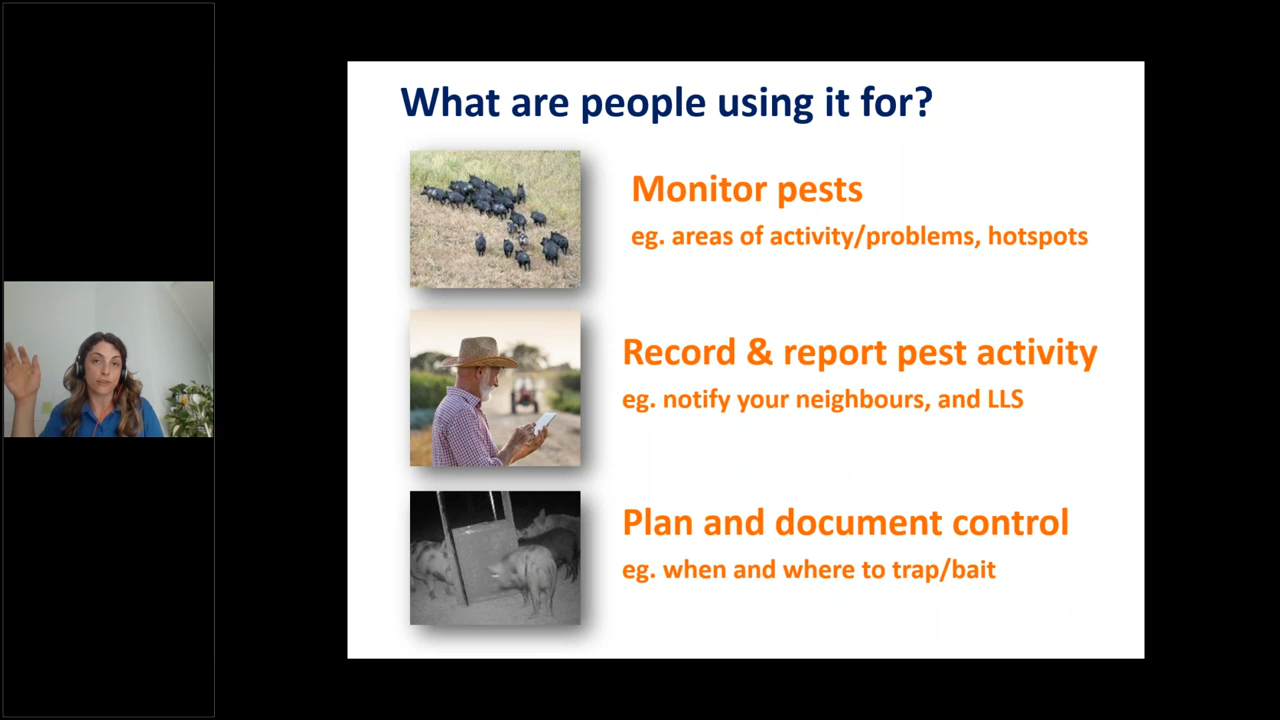 What are people using it for?
Monitor pests
eg. areas of activity/problems, hotspots
Record & report pest activity
eg. notify your neighbours, and LLS
Plan and document control
eg. when and where to trap/bait